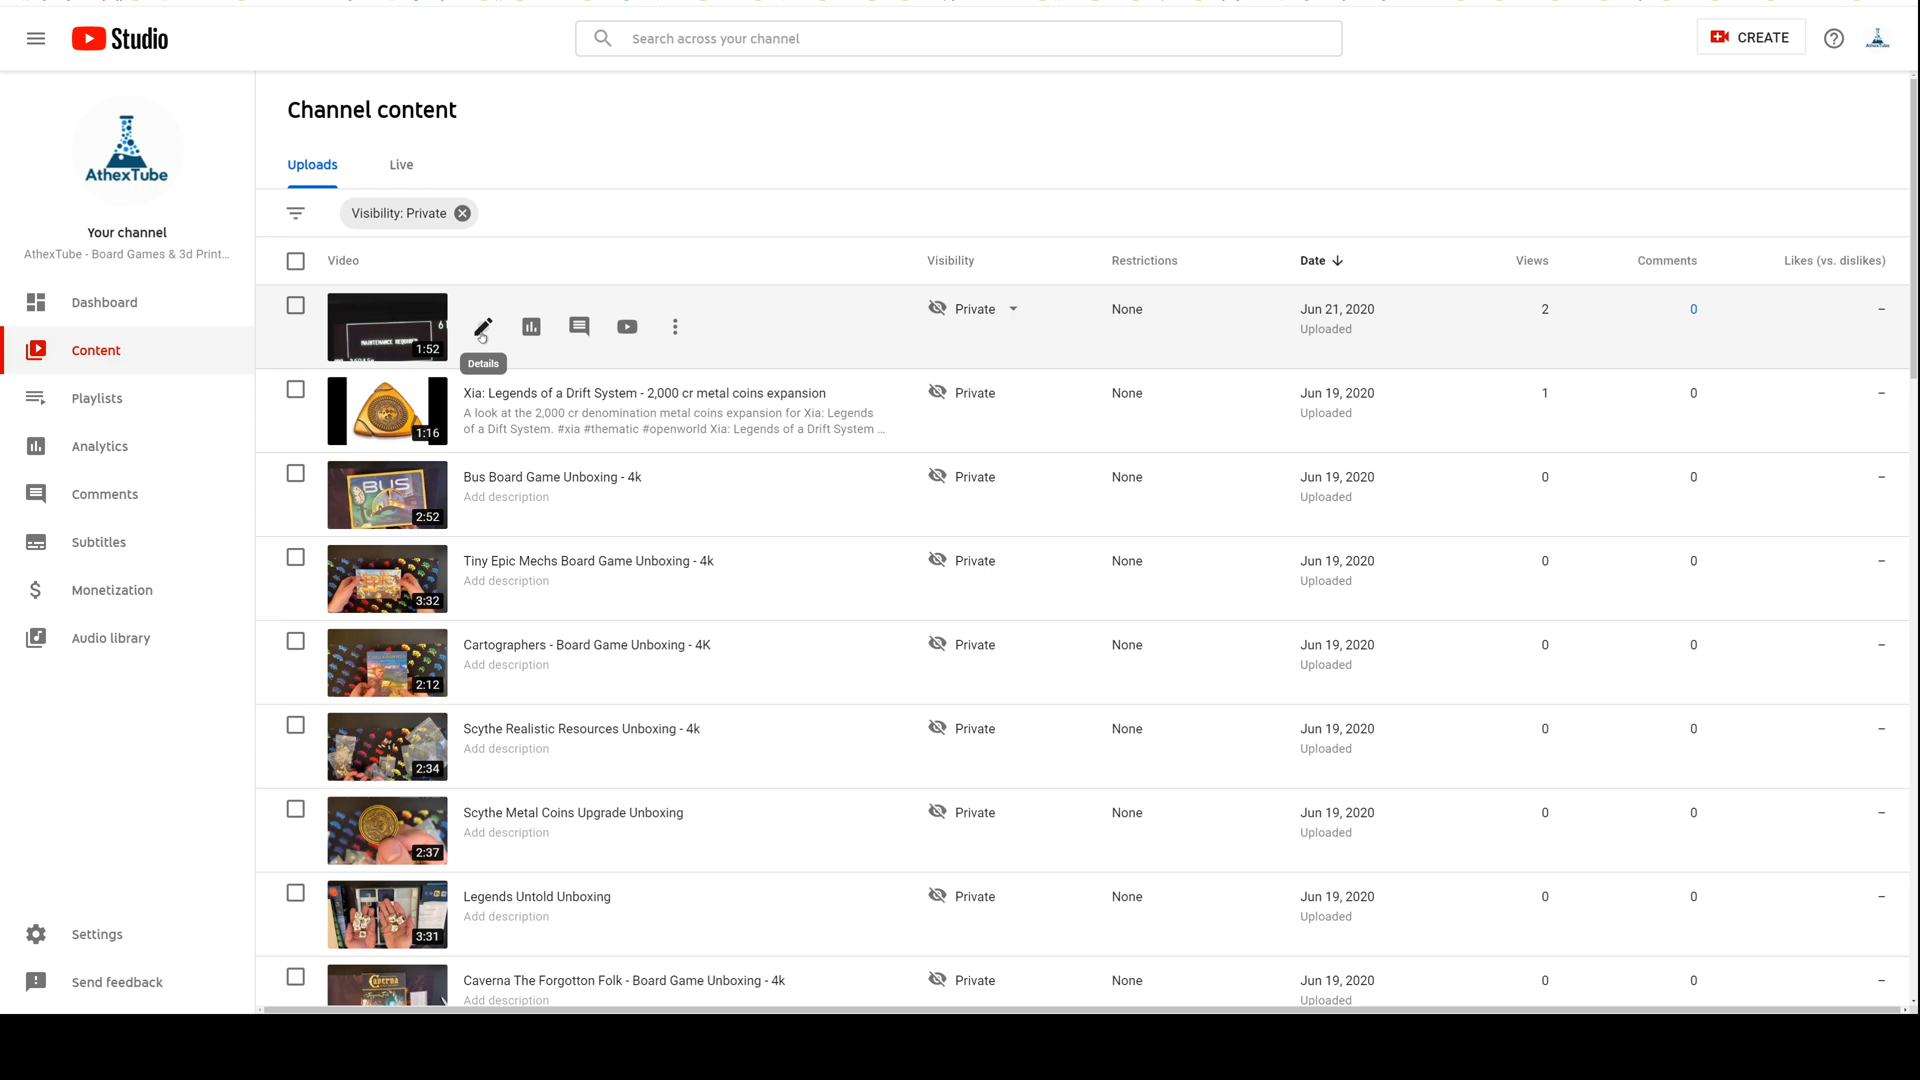 Studio
Search across your channel
CREATE
AthexTube
Your channel
AthexTube - Board Games & 3d Print...
Dashboard
Content
Playlists
Analytics
Comments
Subtitles
Monetization
Audio library
Settings
Send feedback
Channel content
Uploads Live
Visibility: Private
Video Visibility Restrictions Date Views Comments Likes (vs. dislikes)
MAINTENANCE REQUIRED
1:52
Details
Private None Jun 21, 2020 2 0 –
Uploaded
Xia: Legends of a Drift System - 2,000 cr metal coins expansion Private None Jun 19, 2020 1 0 –
A look at the 2,000 cr denomination metal coins expansion for Xia: Legends Uploaded
of a Dift System. #xia #thematic #openworld Xia: Legends of a Drift System ...
1:16
Bus Board Game Unboxing - 4k Private None Jun 19, 2020 0 0 –
Add description Uploaded
BUS
2:52
Tiny Epic Mechs Board Game Unboxing - 4k Private None Jun 19, 2020 0 0 –
Add description Uploaded
EPIC
3:32
Cartographers - Board Game Unboxing - 4K Private None Jun 19, 2020 0 0 –
Add description Uploaded
2:12
Scythe Realistic Resources Unboxing - 4k Private None Jun 19, 2020 0 0 –
Add description Uploaded
2:34
Scythe Metal Coins Upgrade Unboxing Private None Jun 19, 2020 0 0 –
Add description Uploaded
2:37
Legends Untold Unboxing Private None Jun 19, 2020 0 0 –
Add description Uploaded
3:31
Caverna The Forgotton Folk - Board Game Unboxing - 4k Private None Jun 19, 2020 0 0 –
Add description Uploaded
Caverna